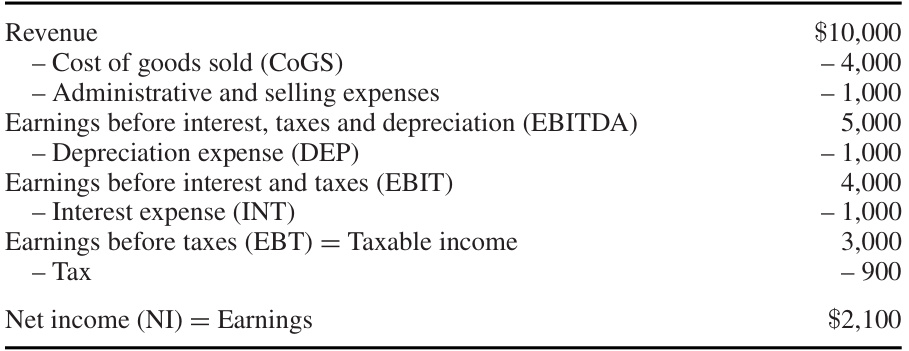 Revenue $10,000
– Cost of goods sold (CoGS) – 4,000
– Administrative and selling expenses – 1,000
Earnings before interest, taxes and depreciation (EBITDA) 5,000
– Depreciation expense (DEP) – 1,000
Earnings before interest and taxes (EBIT) 4,000
– Interest expense (INT) – 1,000
Earnings before taxes (EBT) = Taxable income 3,000
– Tax – 900
Net income (NI) = Earnings $2,100